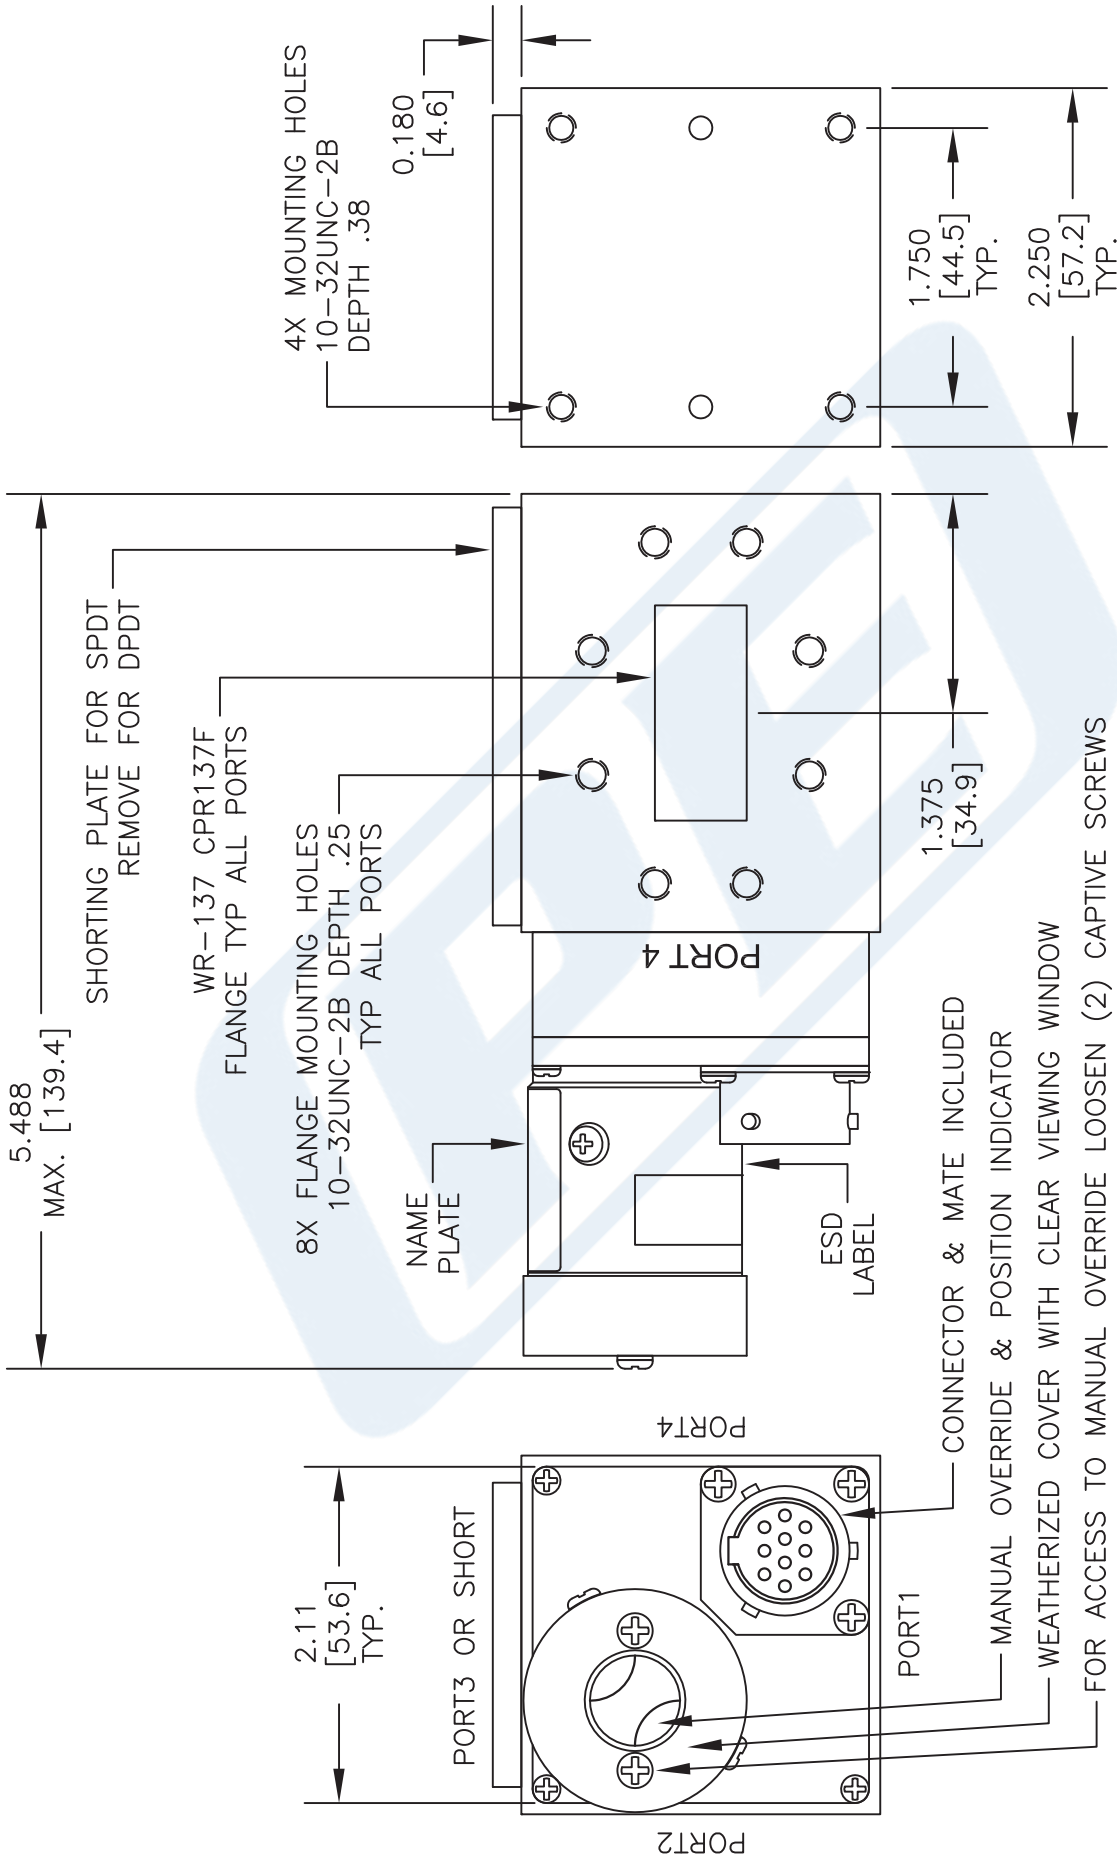 5.488
MAX. [139.4]
SHORTING PLATE FOR SPDT
REMOVE FOR DPDT
WR-137 CPR137F
FLANGE TYP ALL PORTS
8X FLANGE MOUNTING HOLES
10-32UNC-2B DEPTH .25
TYP ALL PORTS
NAME
PLATE
ESD
LABEL
PORT 4
1.375
[34.9]
4X MOUNTING HOLES
10-32UNC-2B
DEPTH .38
0.180
[4.6]
1.750
[44.5]
TYP.
2.250
[57.2]
TYP.
2.11
[53.6]
TYP.
PORT3 OR SHORT
PORT2
PORT4
PORT1
CONNECTOR & MATE INCLUDED
MANUAL OVERRIDE & POSITION INDICATOR
WEATHERIZED COVER WITH CLEAR VIEWING WINDOW
FOR ACCESS TO MANUAL OVERRIDE LOOSEN (2) CAPTIVE SCREWS
PE